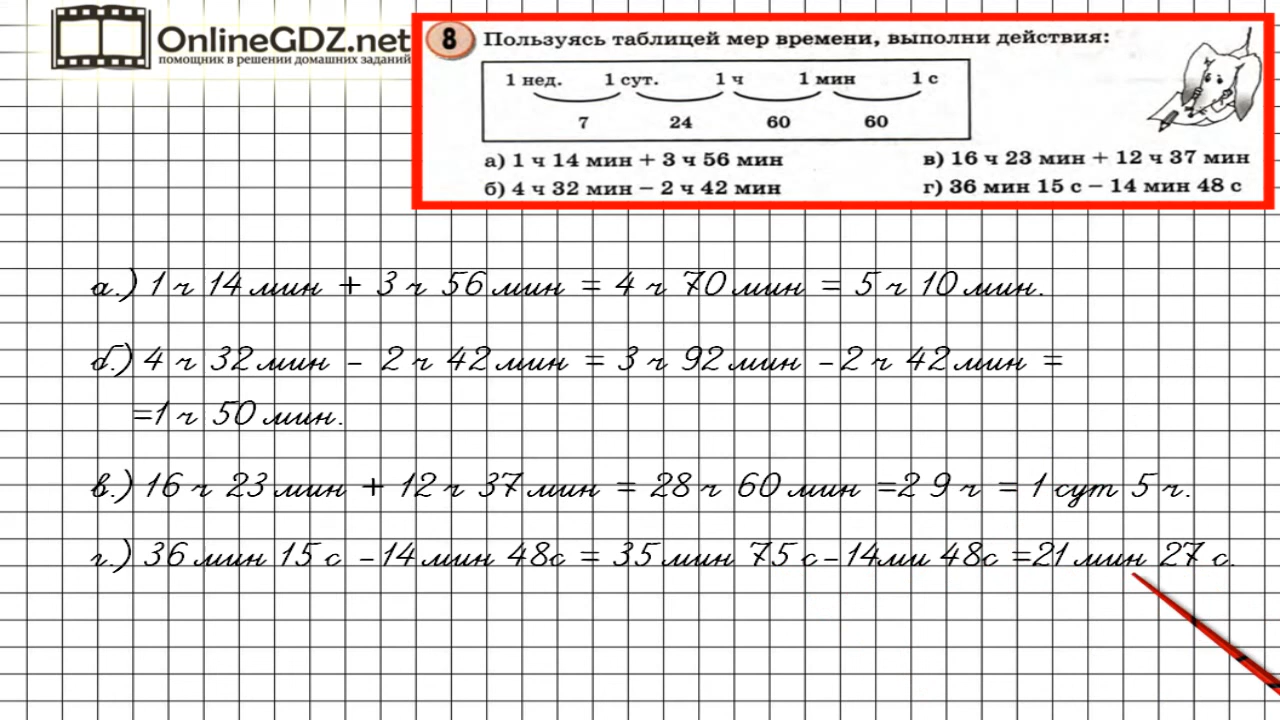 OnlineGDZ.net
помощник в решении домашних заданий
8 Пользуясь таблицей мер времени, выполни действия:
1 нед. 1 сут. 1 ч 1 мин 1 с
7 24 60 60
а) 1 ч 14 мин + 3 ч 56 мин
в) 16 ч 23 мин + 12 ч 37 мин
б) 4 ч 32 мин – 2 ч 42 мин
г) 36 мин 15 с – 14 мин 48 с
а.) 1 ч 14 мин + 3 ч 56 мин = 4 ч 70 мин = 5 ч 10 мин.
б.) 4 ч 32 мин - 2 ч 42 мин = 3 ч 92 мин -2 ч 42 мин =
=1 ч 50 мин.
в.) 16 ч 23 мин + 12 ч 37 мин = 28 ч 60 мин =2 9 ч = 1 сут 5 ч.
г.) 36 мин 15 с -14 мин 48с = 35 мин 75 с-14ми 48с =21 мин 27 с.